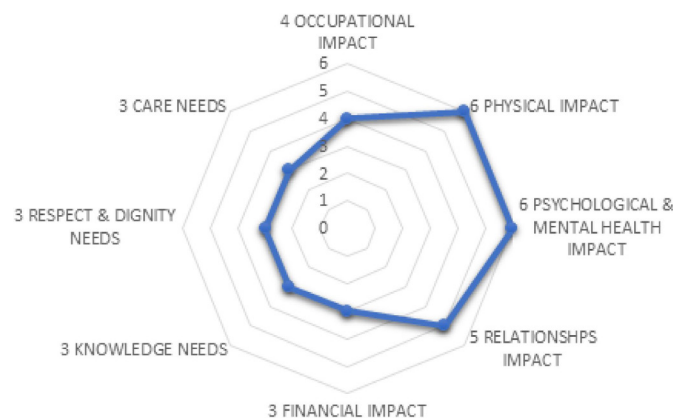 4 OCCUPATIONAL
IMPACT
6
5
4
3
2
1
0
6 PHYSICAL IMPACT
6 PSYCHOLOGICAL &
MENTAL HEALTH
IMPACT
5 RELATIONSHPS
IMPACT
3 FINANCIAL IMPACT
3 KNOWLEDGE NEEDS
3 RESPECT & DIGNITY
NEEDS
3 CARE NEEDS